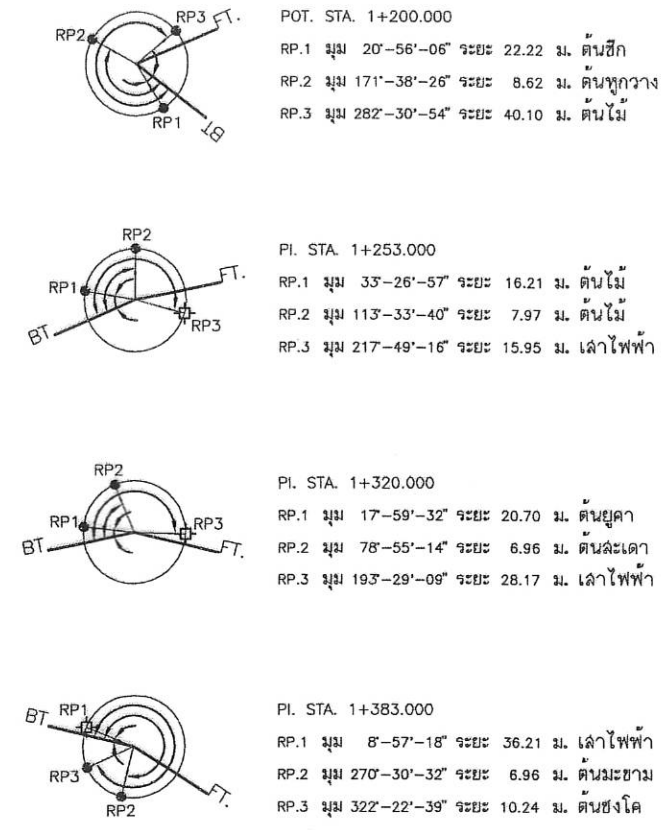 RP3
FT.
RP2
RP1
BT
POT. STA. 1+200.000
RP.1 มุม 20°-56'-06" ระยะ 22.22 ม. ต้นซึก
RP.2 มุม 171°-38'-26" ระยะ 8.62 ม. ต้นหูกวาง
RP.3 มุม 282°-30'-54" ระยะ 40.10 ม. ต้นไม้
RP2
FT.
RP1
RP3
BT
PI. STA. 1+253.000
RP.1 มุม 33°-26'-57" ระยะ 16.21 ม. ต้นไม้
RP.2 มุม 113°-33'-40" ระยะ 7.97 ม. ต้นไม้
RP.3 มุม 217°-49'-16" ระยะ 15.95 ม. เสาไฟฟ้า
RP2
RP1
RP3
BT
FT.
PI. STA. 1+320.000
RP.1 มุม 17°-59'-32" ระยะ 20.70 ม. ต้นยูคา
RP.2 มุม 78°-55'-14" ระยะ 6.96 ม. ต้นสะเดา
RP.3 มุม 193°-29'-09" ระยะ 28.17 ม. เสาไฟฟ้า
BT
RP1
RP3
RP2
FT.
PI. STA. 1+383.000
RP.1 มุม 8°-57'-18" ระยะ 36.21 ม. เสาไฟฟ้า
RP.2 มุม 270°-30'-32" ระยะ 6.96 ม. ต้นมะขาม
RP.3 มุม 322°-22'-39" ระยะ 10.24 ม. ต้นชงโค